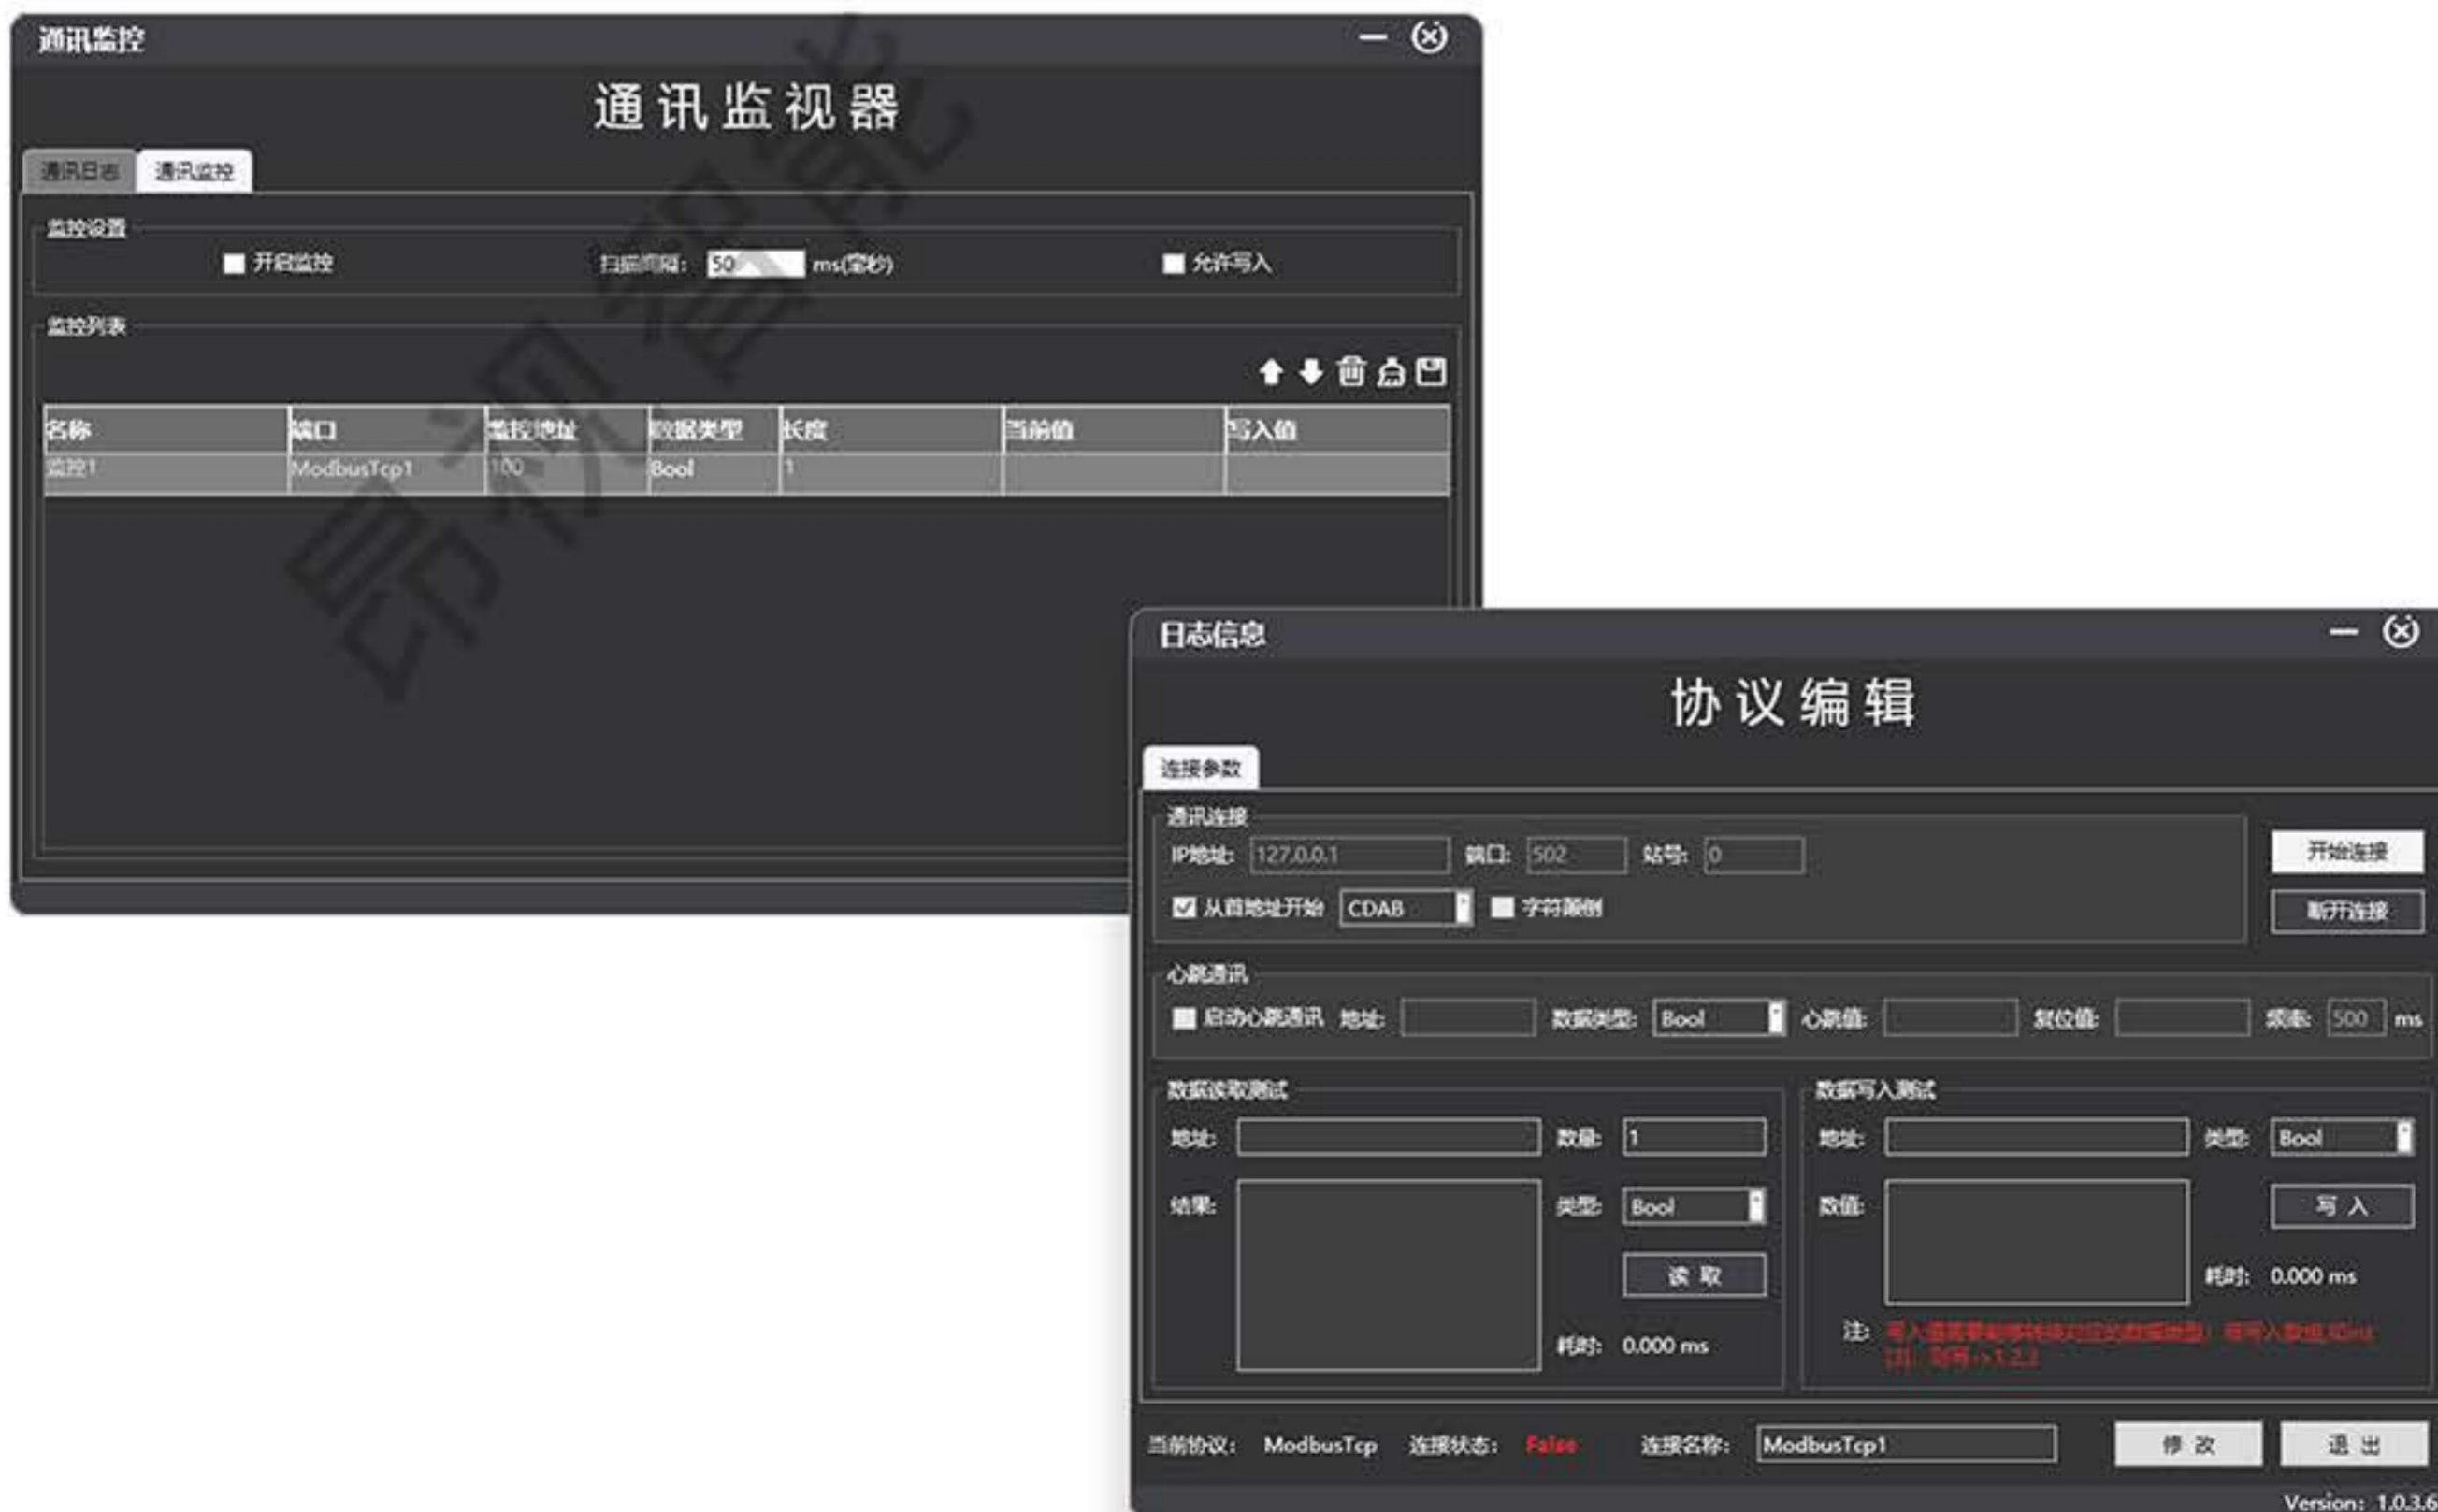 通讯监控
通讯监视器
通讯日志 通讯监控
监控设置
开启监控 扫描间隔: 50 ms(毫秒) 允许写入
监控列表
名称 端口 监控地址 数据类型 长度 当前值 写入值
监控1 ModbusTcp1 100 Bool 1
昂视智能
日志信息
协议编辑
连接参数
通讯连接
IP地址: 127.0.0.1 端口: 502 站号: 0
开始连接
从首地址开始 CDAB 字符颠倒
断开连接
心跳通讯
启动心跳通讯 地址: 数据类型: Bool 心跳值: 复位值: 频率: 500 ms
数据读取测试
地址: 数量: 1
结果: 类型: Bool
读 取
耗时: 0.000 ms
数据写入测试
地址: 类型: Bool
数值: 写 入
耗时: 0.000 ms
注:
当前协议: ModbusTcp 连接状态: False 连接名称: ModbusTcp1 修 改 退 出
Version: 1.0.3.6